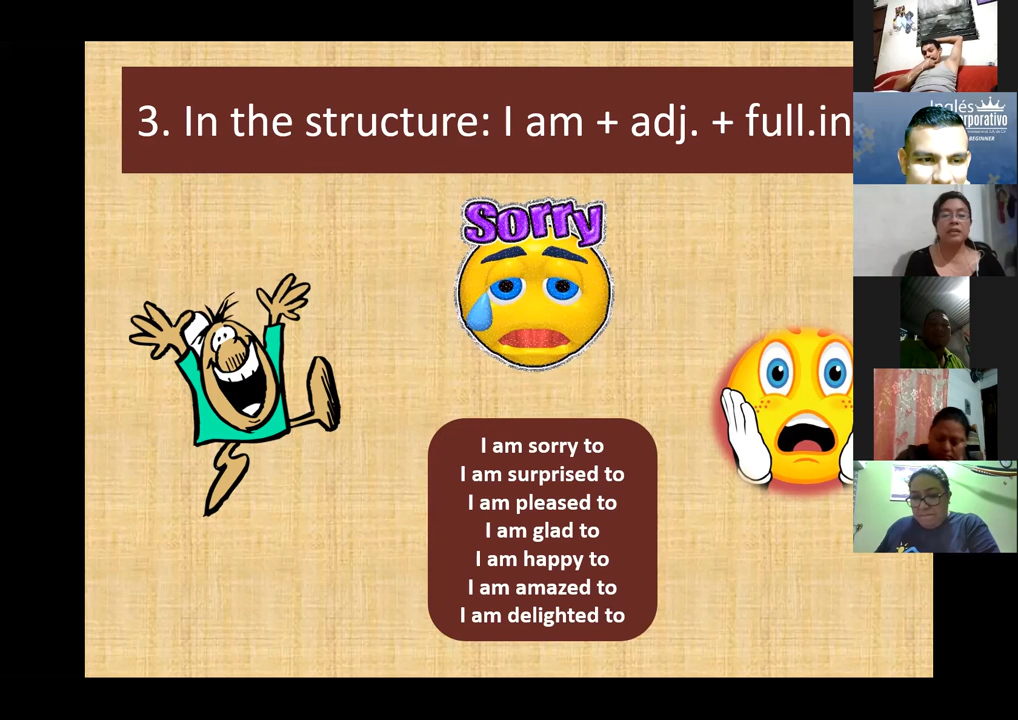 3. In the structure: I am + adj. + full.in
Sorry
I am sorry to
I am surprised to
I am pleased to
I am glad to
I am happy to
I am amazed to
I am delighted to
Inglés
BEGINNER